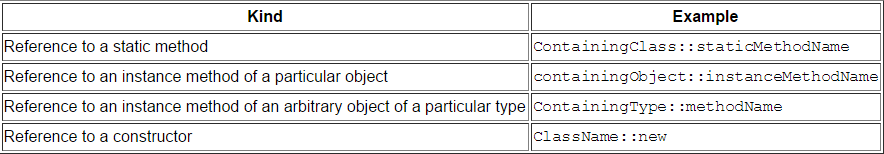 Kind Example
Reference to a static method ContainingClass::staticMethodName
Reference to an instance method of a particular object containingObject::instanceMethodName
Reference to an instance method of an arbitrary object of a particular type ContainingType::methodName
Reference to a constructor ClassName::new